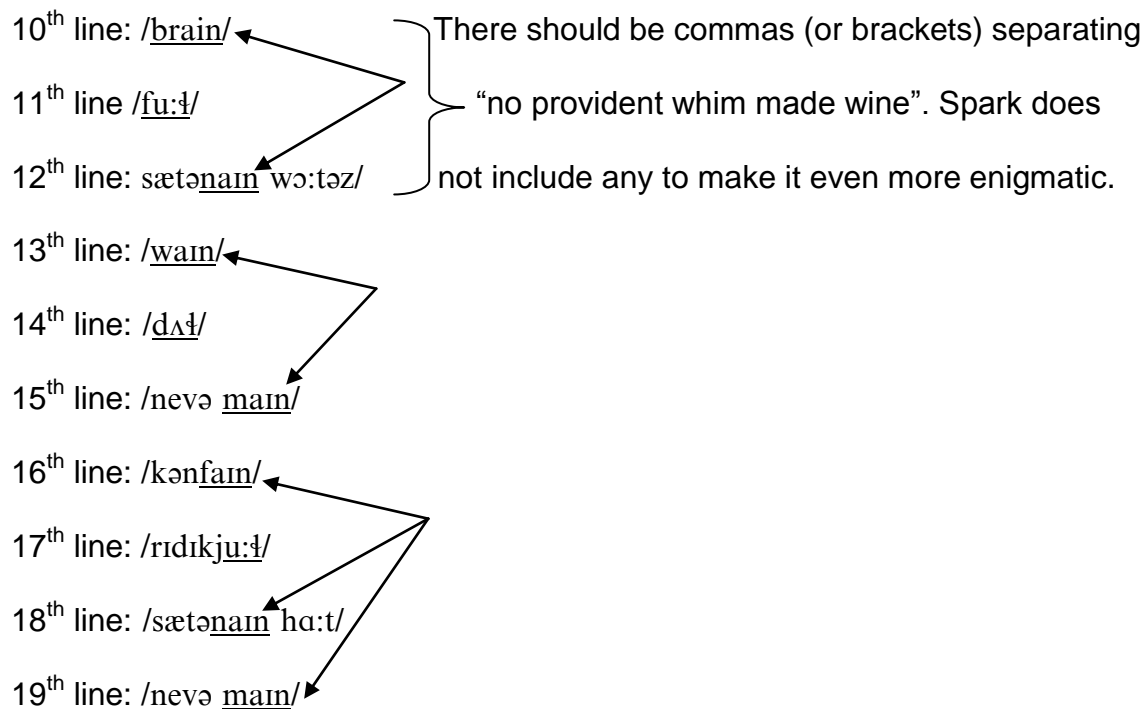 10th line: /brain/ There should be commas (or brackets) separating
11th line /fu:ɬ/ “no provident whim made wine”. Spark does
12th line: sætənaɪn wɔ:təz/ not include any to make it even more enigmatic.
13th line: /waɪn/
14th line: /dʌɬ/
15th line: /nevə maɪn/
16th line: /kənfaɪn/
17th line: /rɪdɪkju:ɬ/
18th line: /sætənaɪn hɑ:t/
19th line: /nevə maɪn/